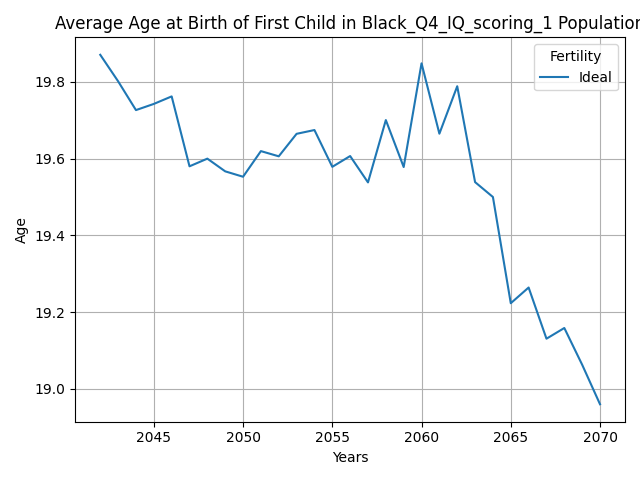 Average Age at Birth of First Child in Black_Q4_IQ_scoring_1 Population
Fertility
Ideal
19.8
19.6
19.4
19.2
19.0
Age
2045 2050 2055 2060 2065 2070
Years